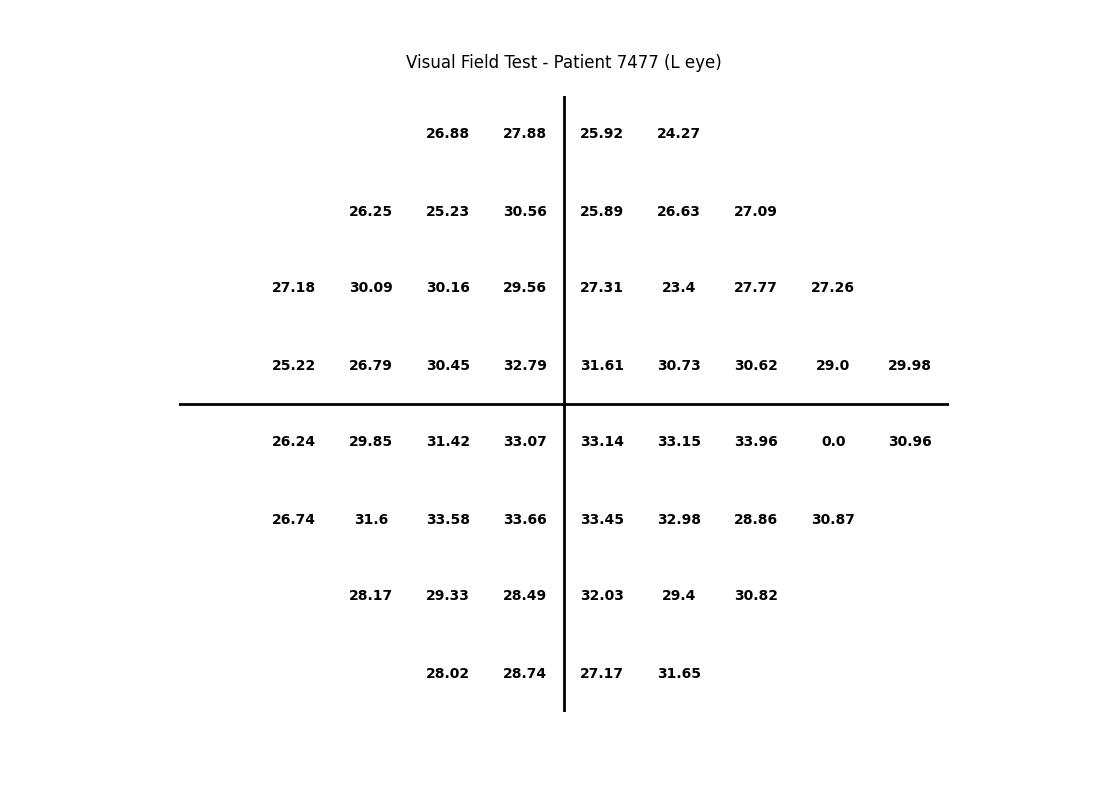 Visual Field Test - Patient 7477 (L eye)
26.88 27.88 25.92 24.27
26.25 25.23 30.56 25.89 26.63 27.09
27.18 30.09 30.16 29.56 27.31 23.4 27.77 27.26
25.22 26.79 30.45 32.79 31.61 30.73 30.62 29.0 29.98
26.24 29.85 31.42 33.07 33.14 33.15 33.96 0.0 30.96
26.74 31.6 33.58 33.66 33.45 32.98 28.86 30.87
28.17 29.33 28.49 32.03 29.4 30.82
28.02 28.74 27.17 31.65